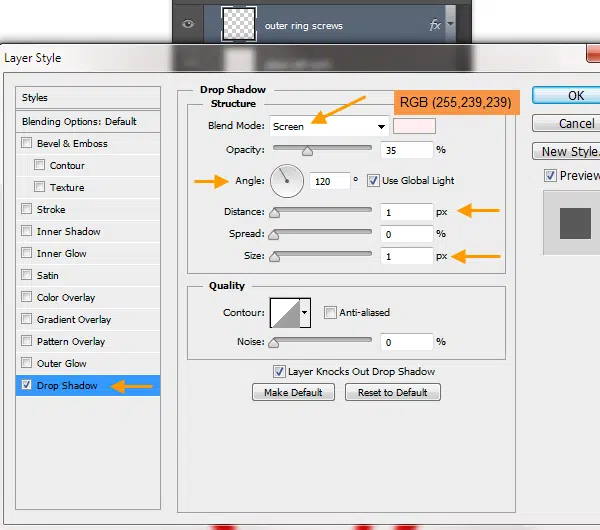 outer ring screws fx
Layer Style
Styles
Blending Options: Default
Bevel & Emboss
Contour
Texture
Stroke
Inner Shadow
Inner Glow
Satin
Color Overlay
Gradient Overlay
Pattern Overlay
Outer Glow
Drop Shadow
Drop Shadow
Structure
RGB (255,239,239)
Blend Mode: Screen
Opacity: 35 %
Angle: 120 ° Use Global Light
Distance: 1 px
Spread: 0 %
Size: 1 px
Quality
Contour: Anti-aliased
Noise: 0 %
Layer Knocks Out Drop Shadow
Make Default Reset to Default
OK
Cancel
New Style..
Preview